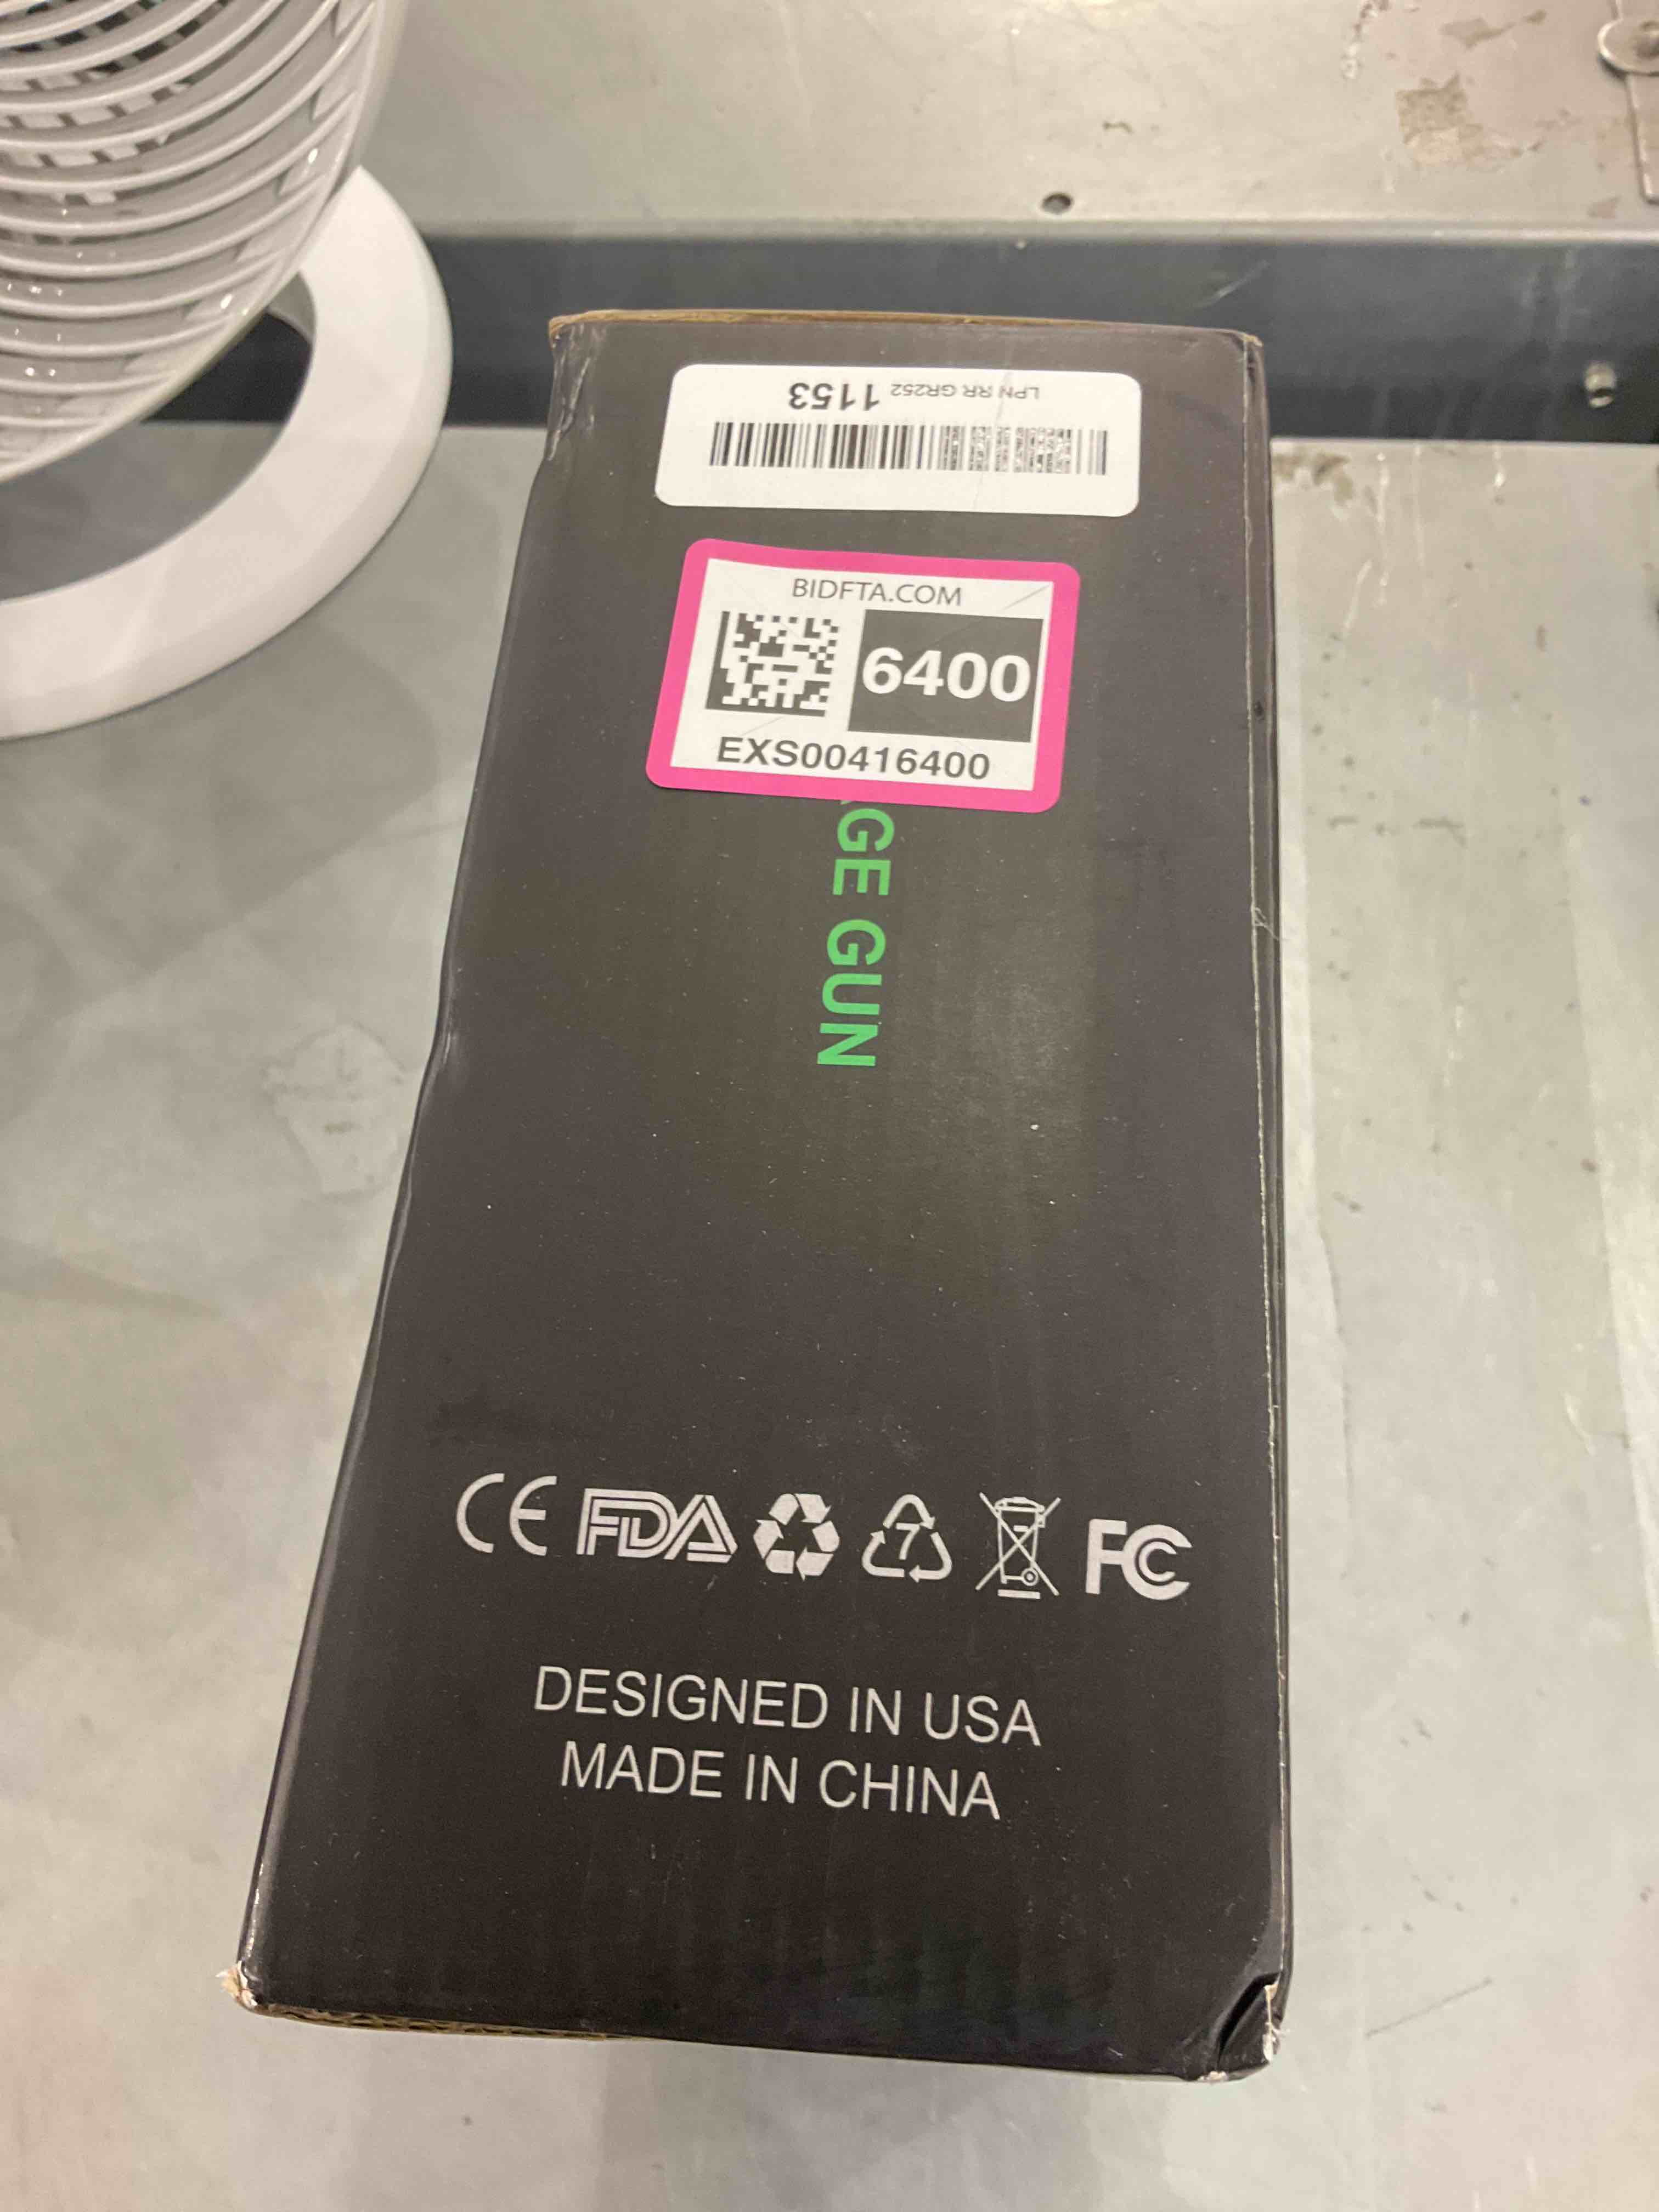 LPN RR GR252 1153
BIDFTA.COM
6400
EXS00416400
GE GUN
CE FDA 7 FC
DESIGNED IN USA
MADE IN CHINA